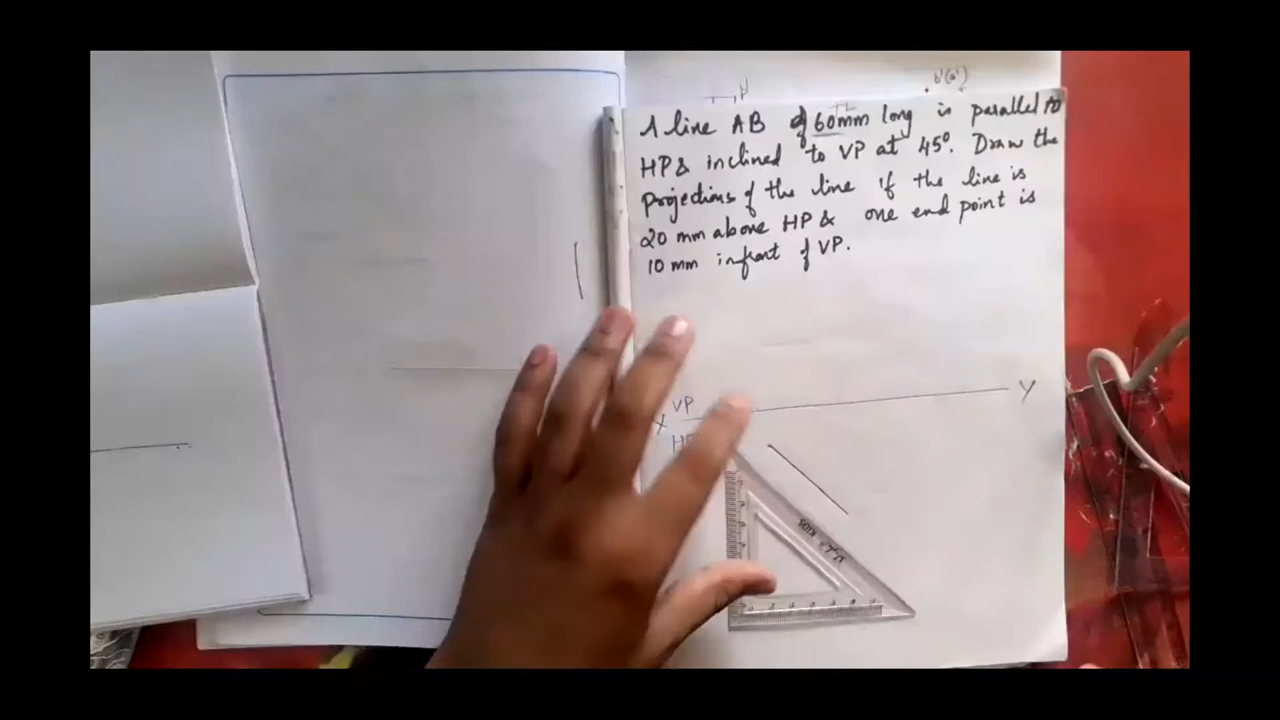 b'(a')
TL
A line AB of 60mm long is parallel to
HP & inclined to VP at 45°. Draw the
projections of the line if the line is
20 mm above HP & one end point is
10 mm infront of VP.
VP
X
Y